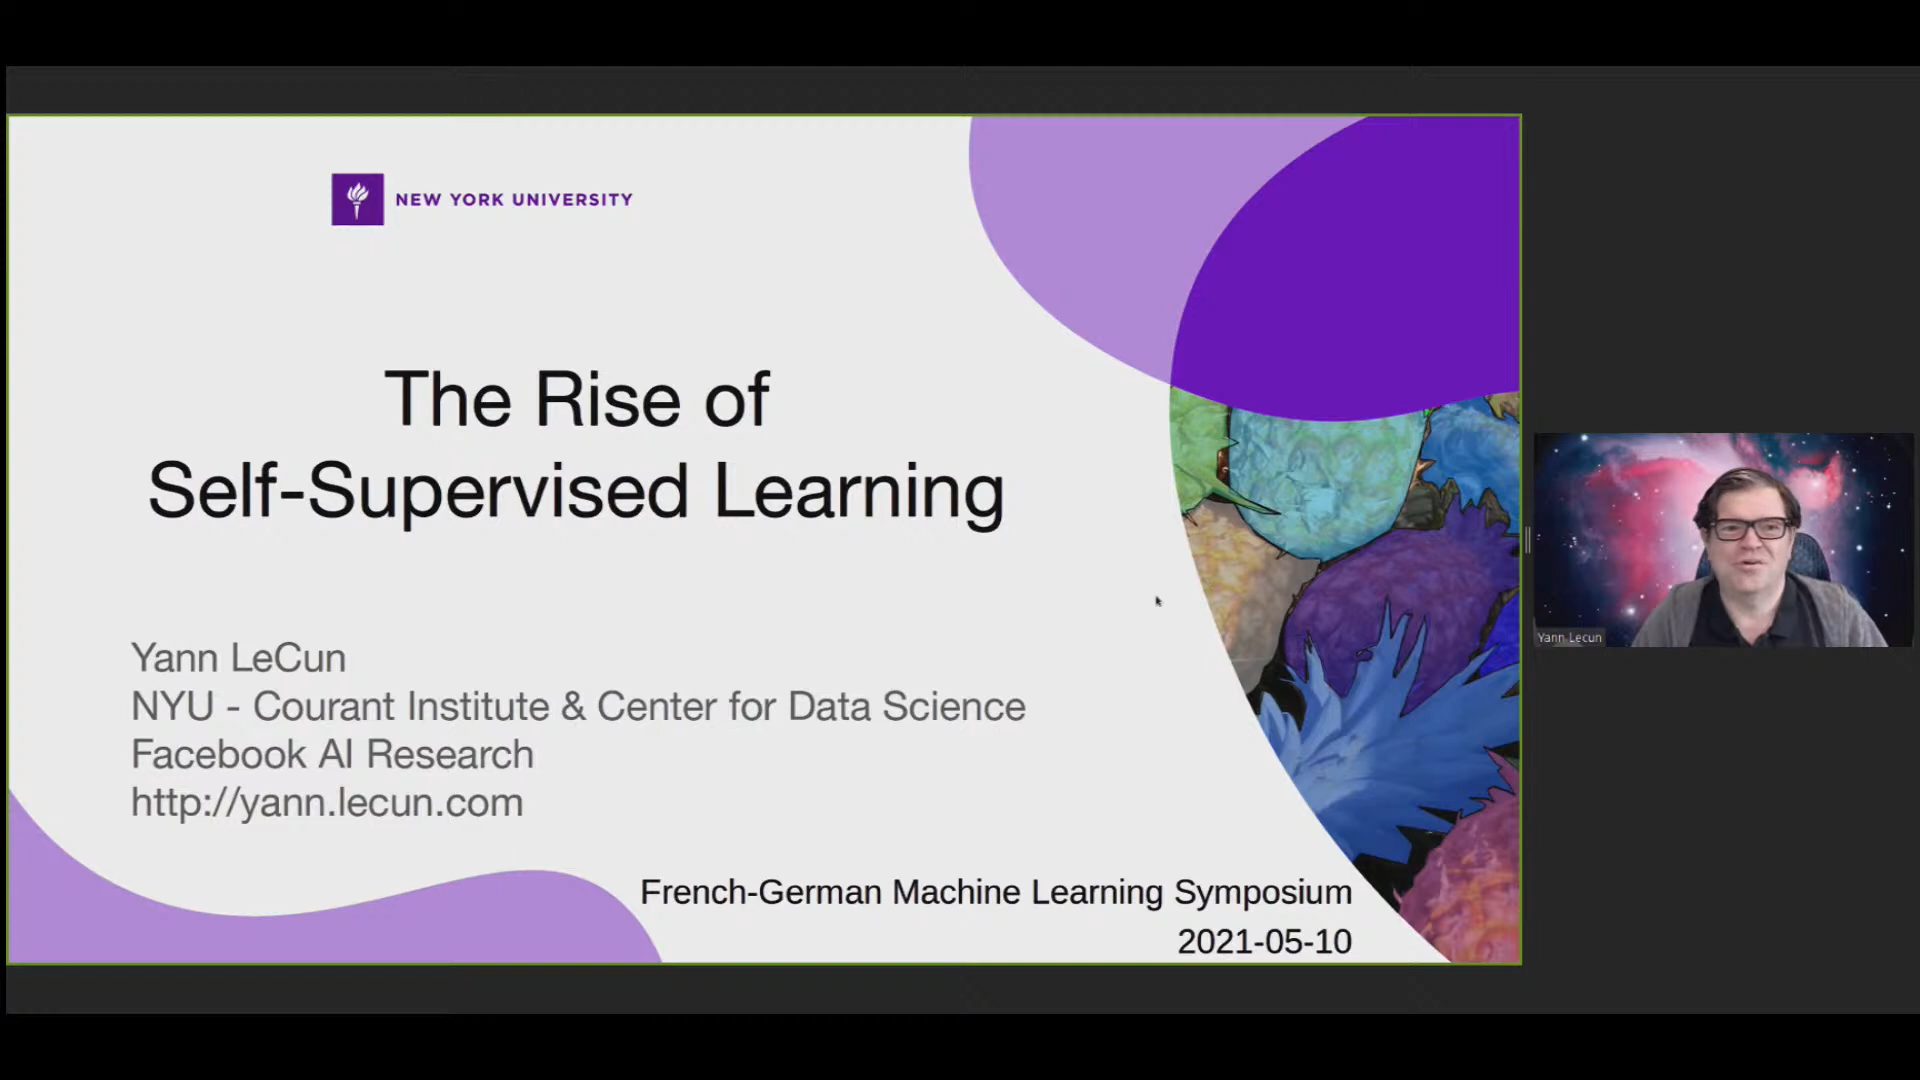 NEW YORK UNIVERSITY
The Rise of
Self-Supervised Learning
Yann LeCun
NYU - Courant Institute & Center for Data Science
Facebook AI Research
http://yann.lecun.com
French-German Machine Learning Symposium
2021-05-10
Yann Lecun